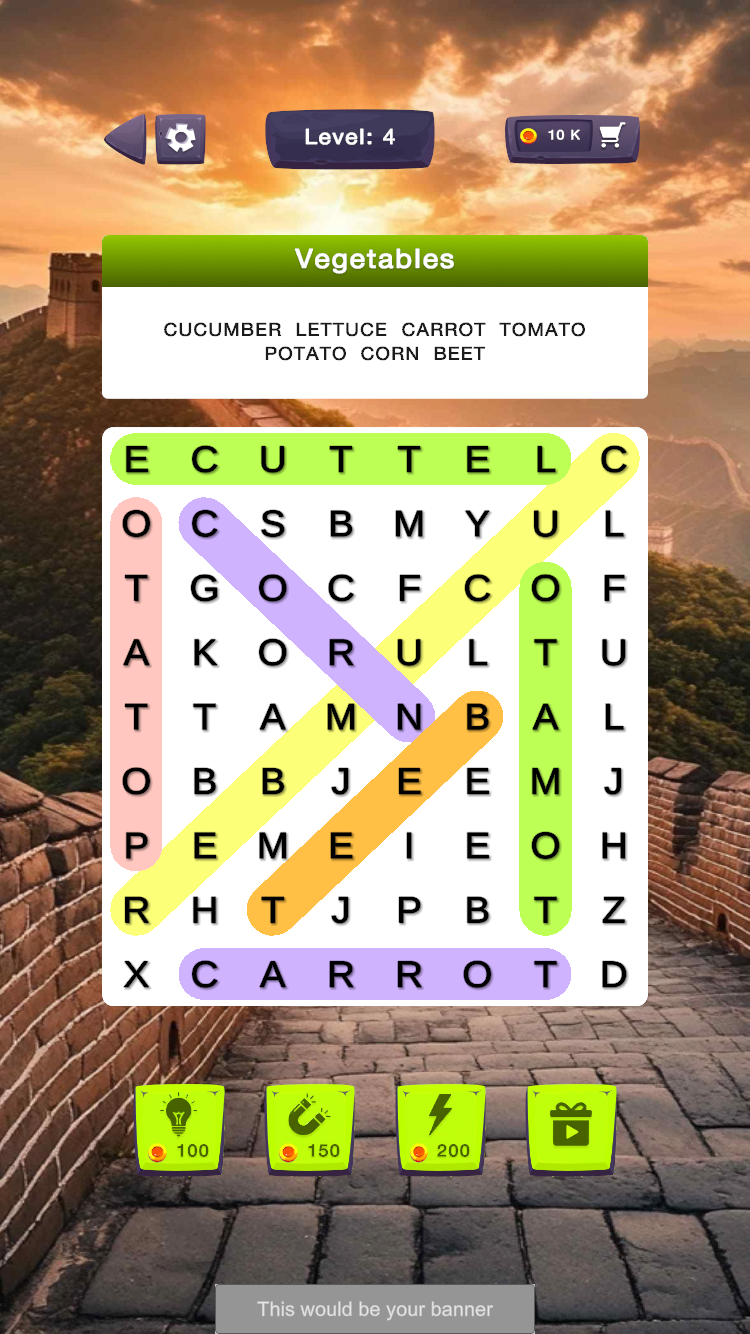 Level: 4
10 K
Vegetables
CUCUMBER LETTUCE CARROT TOMATO
POTATO CORN BEET
E C U T T E L C
O C S B M Y U L
T G O C F C O F
A K O R U L T U
T T A M N B A L
O B B J E E M J
P E M E I E O H
R H T J P B T Z
X C A R R O T D
100 150 200
This would be your banner